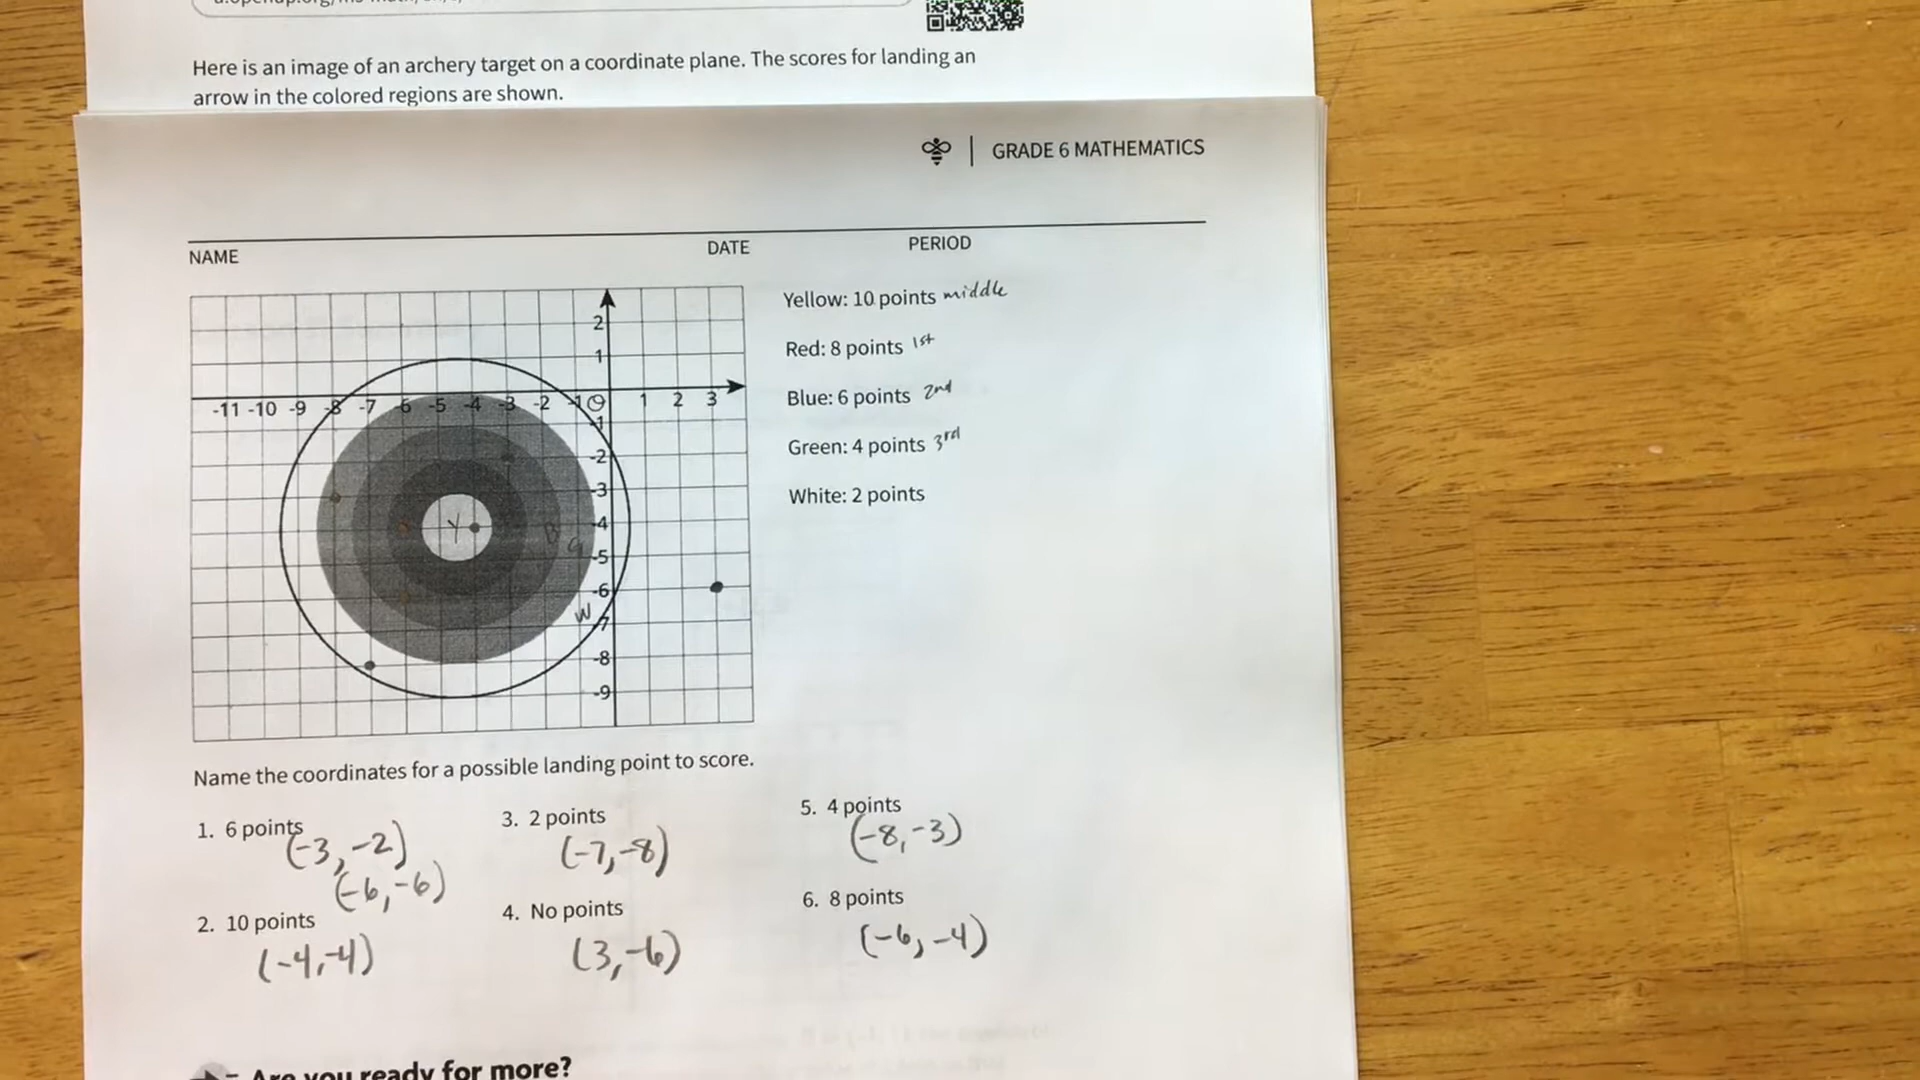 Here is an image of an archery target on a coordinate plane. The scores for landing an
arrow in the colored regions are shown.
GRADE 6 MATHEMATICS
NAME DATE PERIOD
Yellow: 10 points middle
Red: 8 points 1st
Blue: 6 points 2nd
Green: 4 points 3rd
White: 2 points
2
1
-11 -10 -9 -8 -7 -6 -5 -4 -3 -2 -1 O 1 2 3
-1
-2
-3
-4
-5
-6
-7
-8
-9
Y B G
W
Name the coordinates for a possible landing point to score.
1. 6 points
(-3,-2)
(-6,-6)
2. 10 points
(-4,-4)
3. 2 points
(-7,-8)
4. No points
(3,-6)
5. 4 points
(-8,-3)
6. 8 points
(-6,-4)
Are you ready for more?